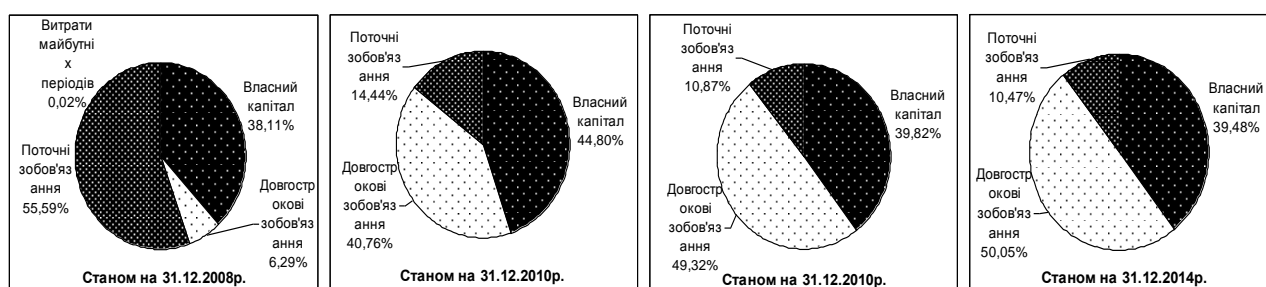 Витрати
майбутні
х
періодів
0,02%
Власний
капітал
38,11%
Поточні
зобов'яз
ання
55,59%
Довгостр
окові
зобов'яз
ання
6,29%
Станом на 31.12.2008р.
Поточні
зобов'яз
ання
14,44%
Власний
капітал
44,80%
Довгостр
окові
зобов'яз
ання
40,76%
Станом на 31.12.2010р.
Поточні
зобов'яз
ання
10,87%
Власний
капітал
39,82%
Довгостр
окові
зобов'яз
ання
49,32%
Станом на 31.12.2010р.
Поточні
зобов'яз
ання
10,47%
Власний
капітал
39,48%
Довгостр
окові
зобов'яз
ання
50,05%
Станом на 31.12.2014р.